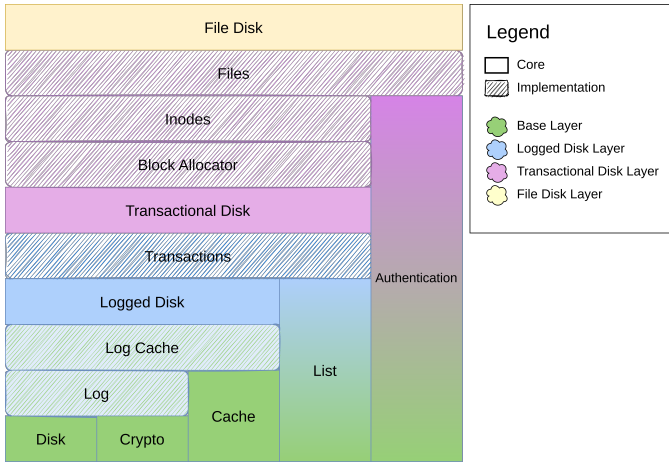 File Disk
Files
Inodes
Block Allocator
Transactional Disk
Transactions
Authentication
Logged Disk
Log Cache
List
Log
Cache
Disk
Crypto
Legend
Core
Implementation
Base Layer
Logged Disk Layer
Transactional Disk Layer
File Disk Layer